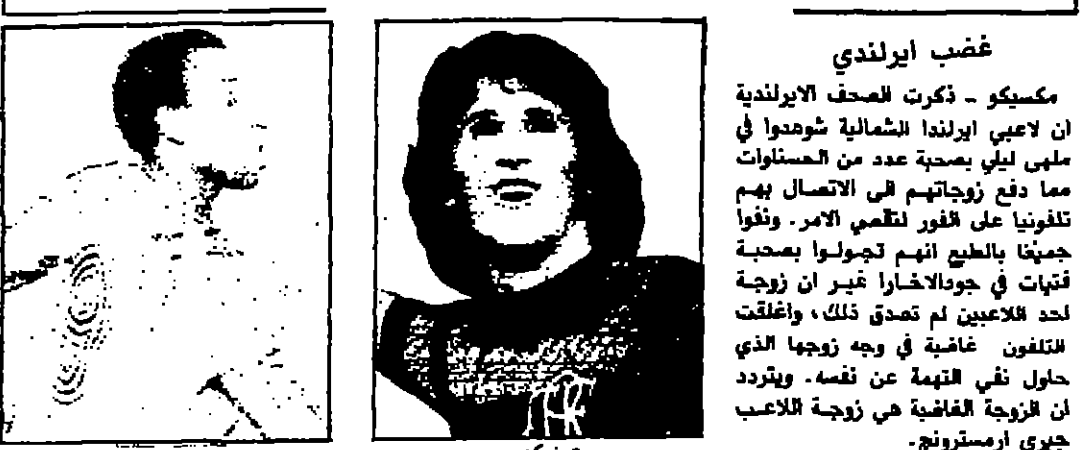 غضب ايرلندي
مكسيكو ـ ذكرت الصحف الايرلندية
ان لاعبي ايرلندا الشمالية شوهدوا في
ملهى ليلي بصحبة عدد من الحسناوات
مما دفع زوجاتهم الى الاتصال بهم
تلفونيا على الفور لتقصي الامر. ونفوا
جميعا بالطبع انهم تجولوا بصحبة
فتيات في جودالاخارا غير ان زوجة
احد اللاعبين لم تصدق ذلك، واغلقت
التلفون غاضبة في وجه زوجها الذي
حاول نفي التهمة عن نفسه. ويتردد
ان الزوجة الغاضبة هي زوجة اللاعب
جيري ارمسترونج.